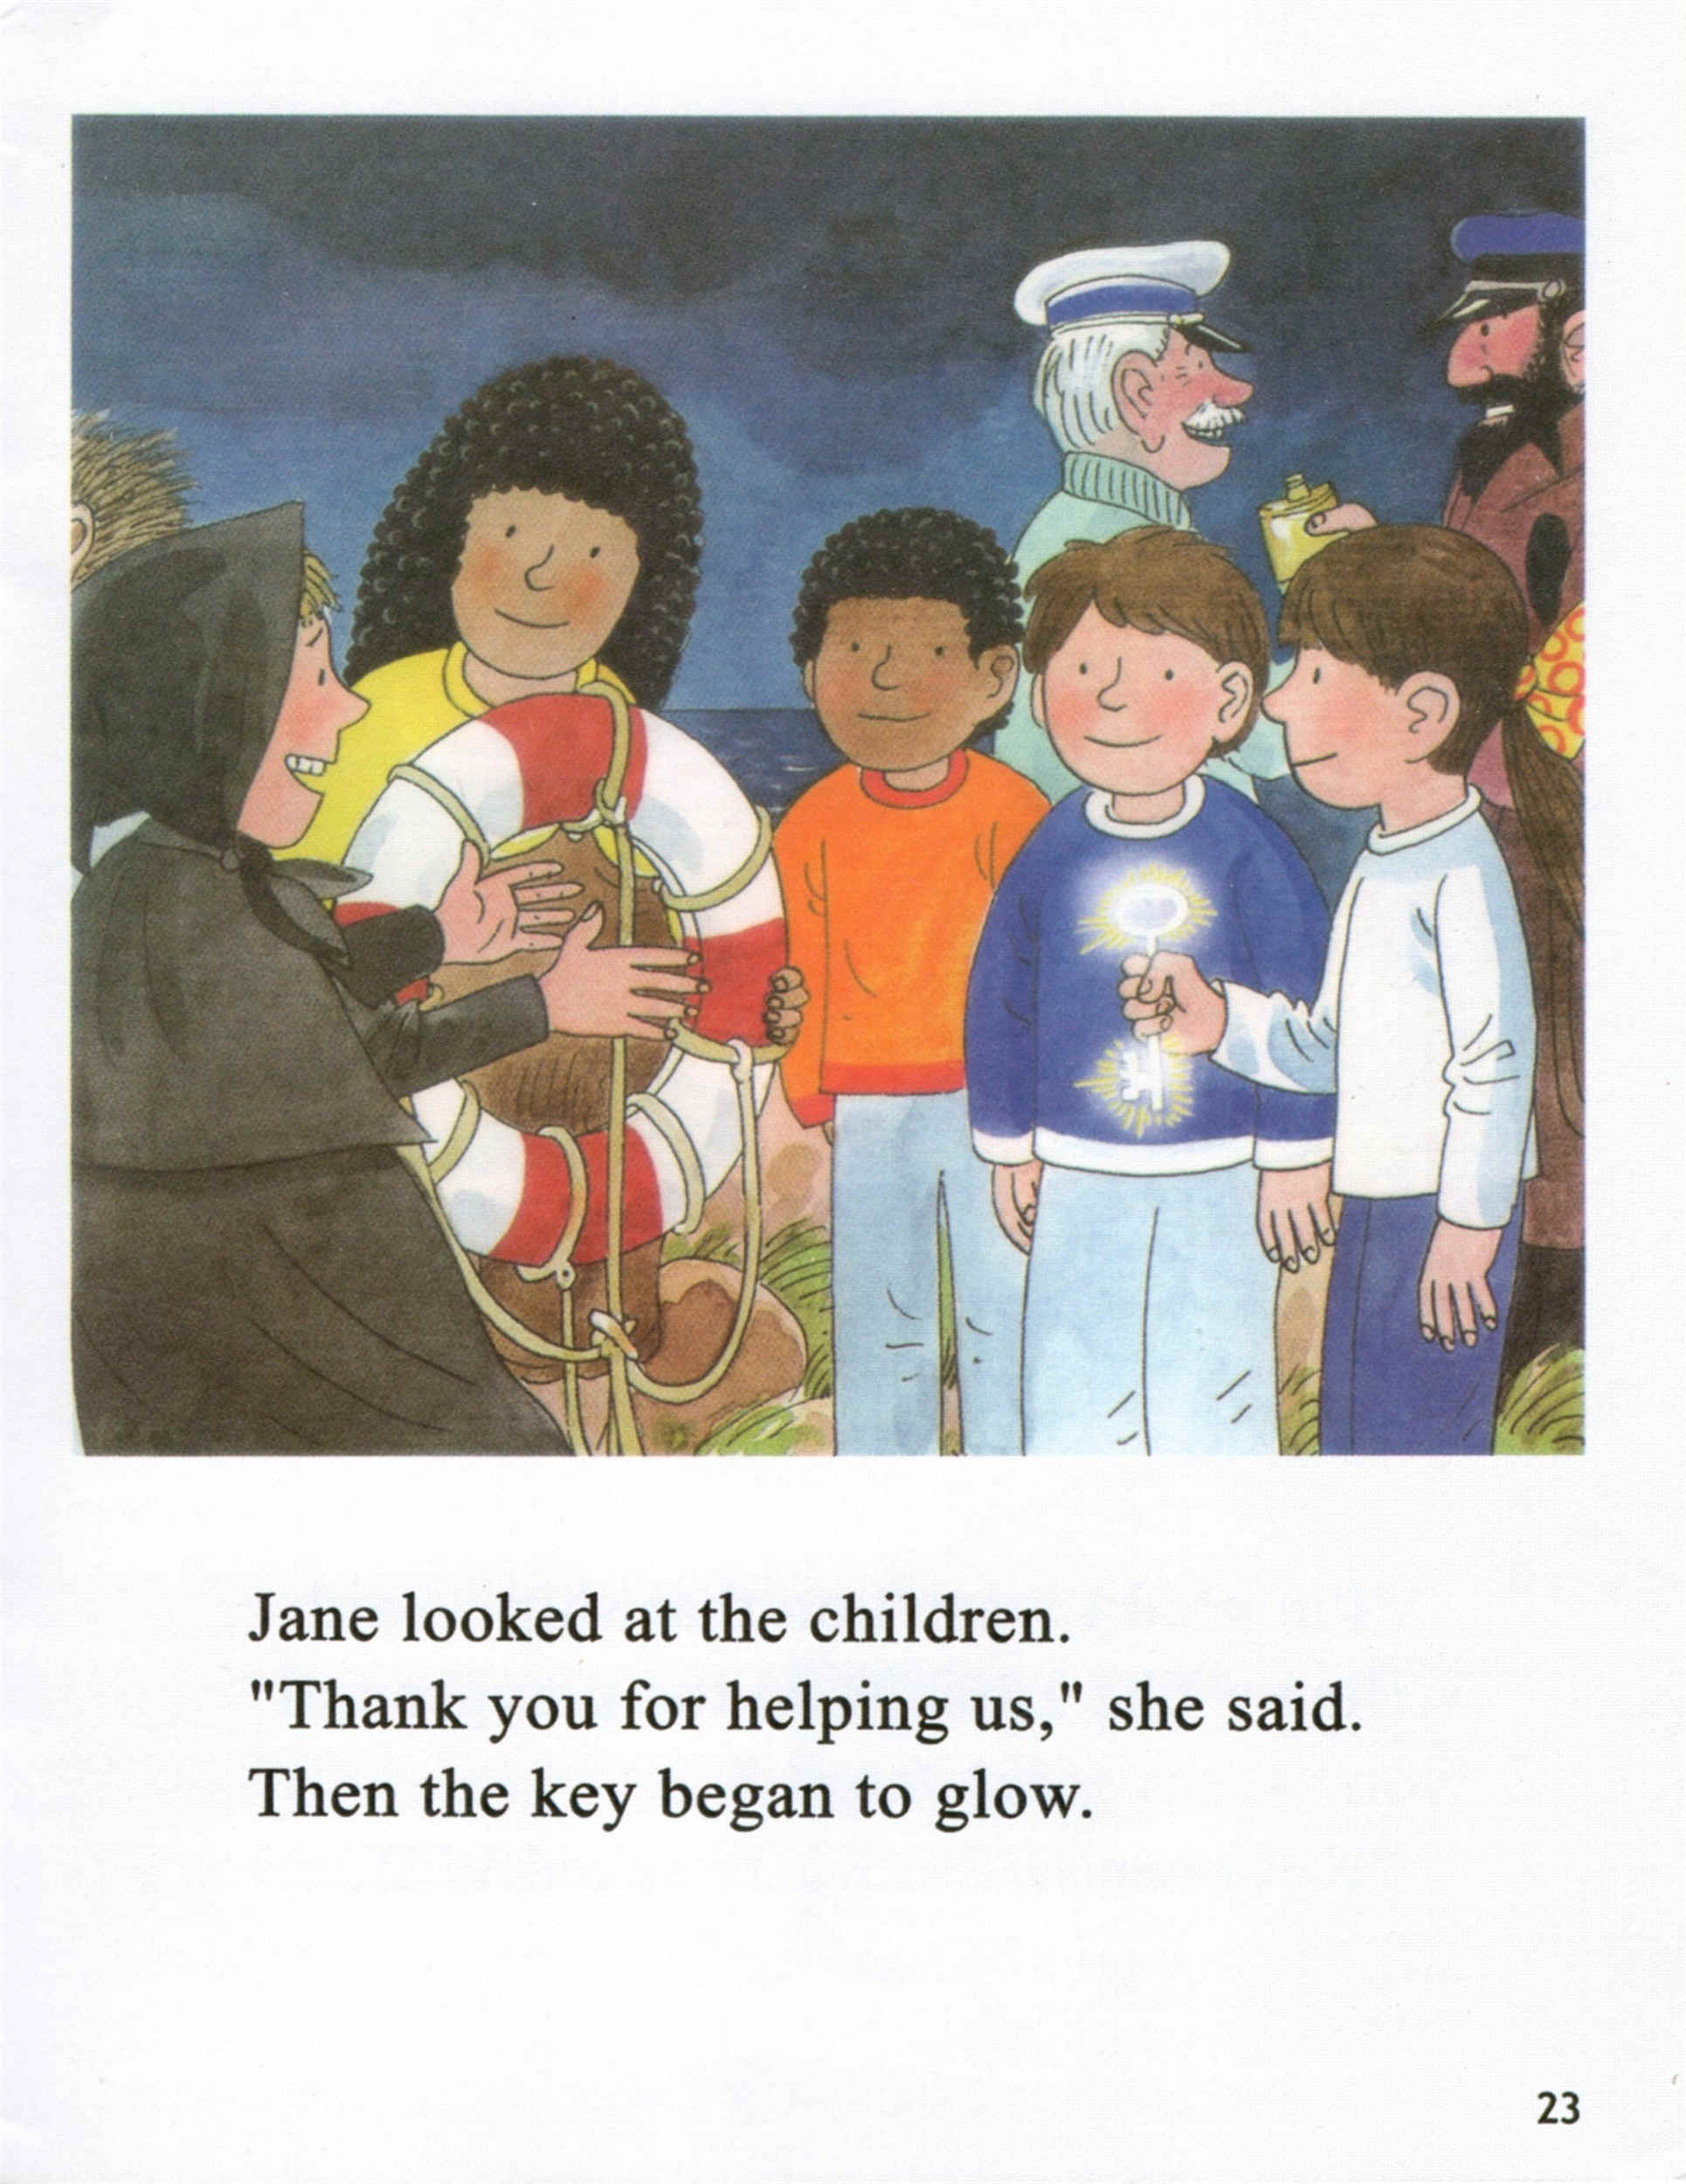 Jane looked at the children.
"Thank you for helping us," she said.
Then the key began to glow.
23